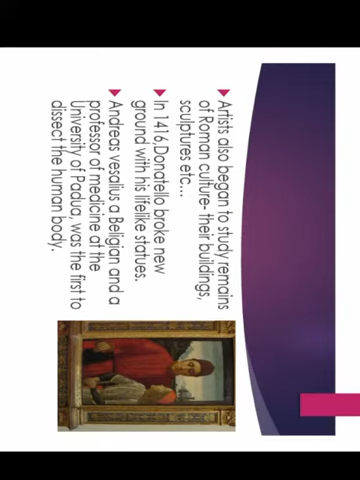 Artists also began to study remains
of Roman culture- their buildings,
sculptures etc...
In 1416,Donatello broke new
ground with his lifelike statues.
Andreas vesalius a Beligian and a
professor of medicine at the
University of Padua, was the first to
dissect the human body.